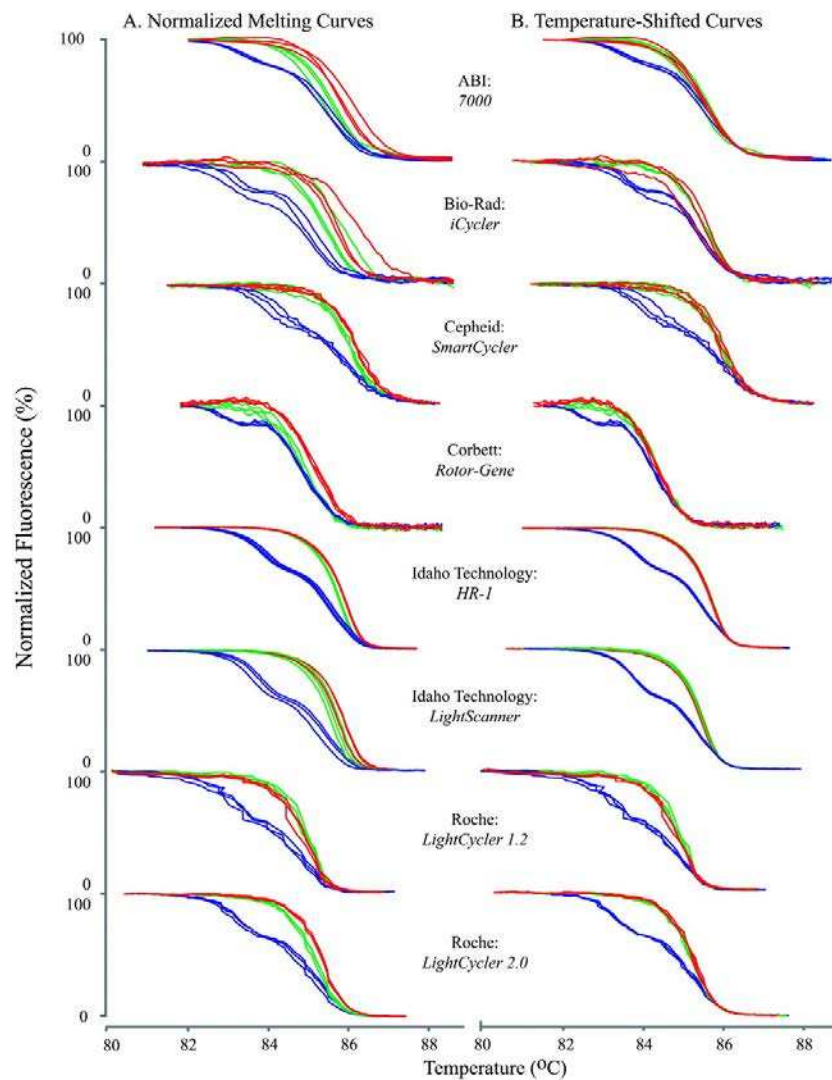 A. Normalized Melting Curves
B. Temperature-Shifted Curves
100
ABI:
7000
0
100
Bio-Rad:
iCycler
0
100
Cepheid:
SmartCycler
0
100
Corbett:
Rotor-Gene
0
100
Idaho Technology:
HR-1
0
100
Idaho Technology:
LightScanner
0
100
Roche:
LightCycler 1.2
0
100
Roche:
LightCycler 2.0
0
Normalized Fluorescence (%)
80 82 84 86 88 80 82 84 86 88
Temperature (ºC)